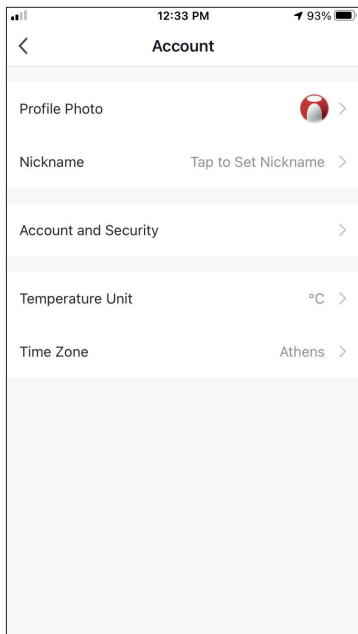 12:33 PM 93%
Account
Profile Photo
Nickname Tap to Set Nickname
Account and Security
Temperature Unit °C
Time Zone Athens